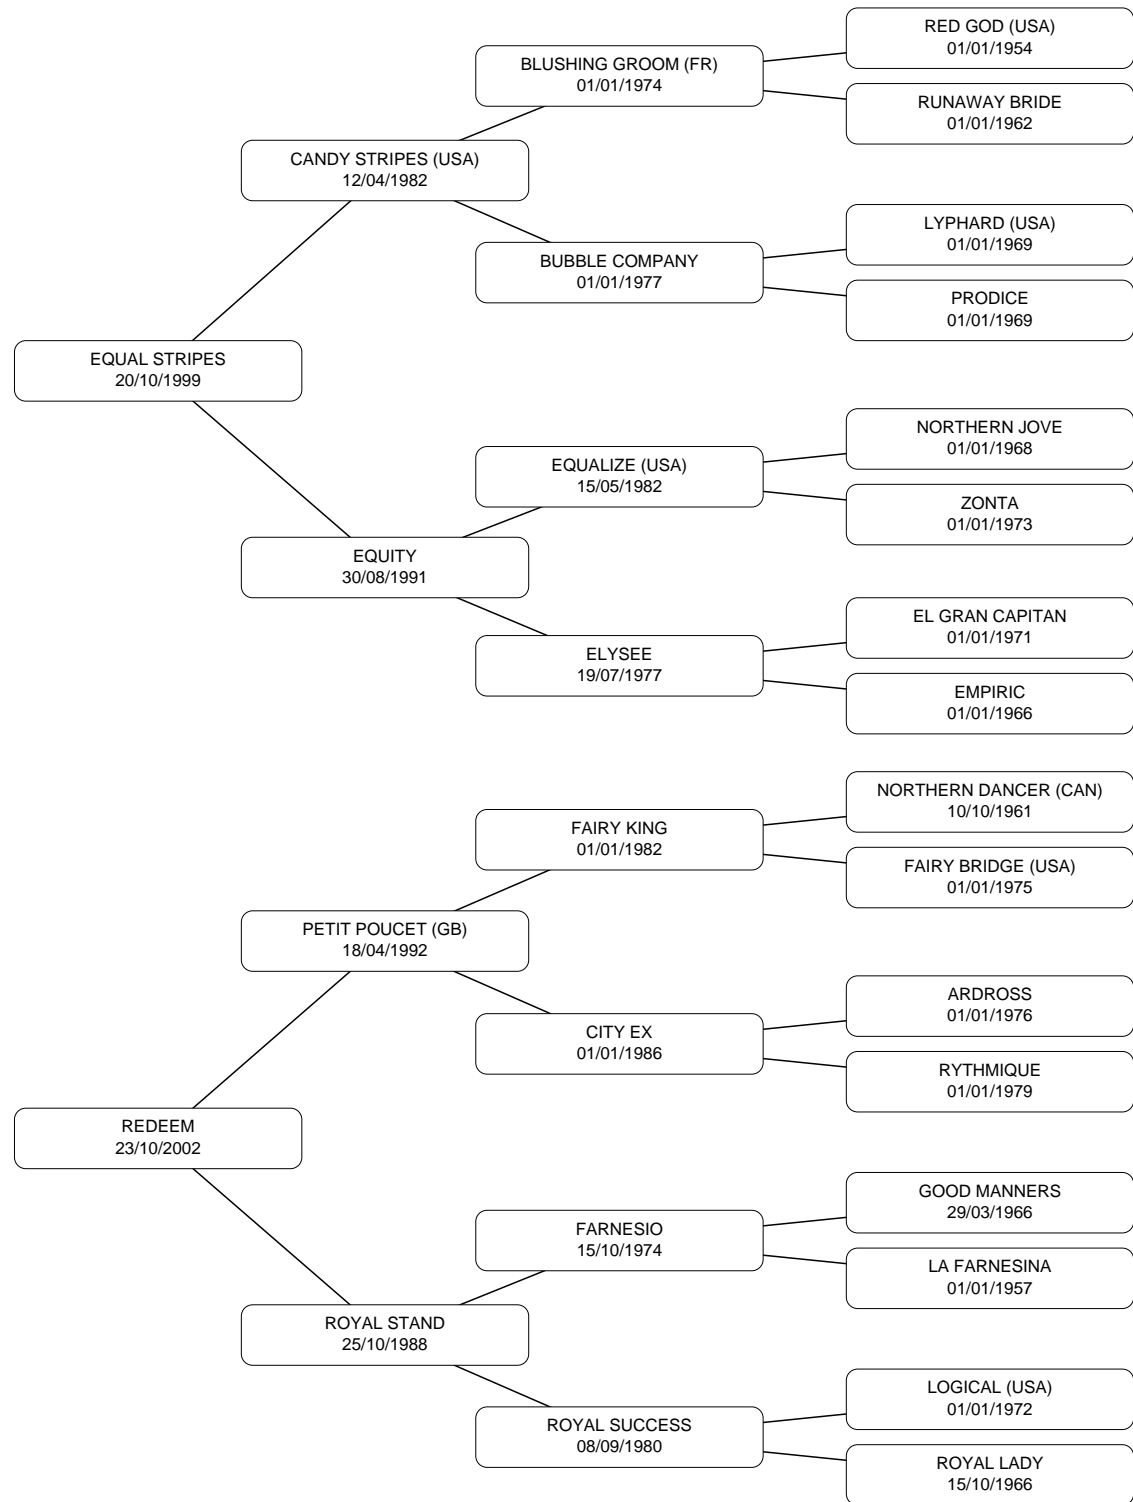 RED GOD (USA)
01/01/1954
BLUSHING GROOM (FR)
01/01/1974
RUNAWAY BRIDE
01/01/1962
CANDY STRIPES (USA)
12/04/1982
LYPHARD (USA)
01/01/1969
BUBBLE COMPANY
01/01/1977
PRODICE
01/01/1969
EQUAL STRIPES
20/10/1999
NORTHERN JOVE
01/01/1968
EQUALIZE (USA)
15/05/1982
ZONTA
01/01/1973
EQUITY
30/08/1991
EL GRAN CAPITAN
01/01/1971
ELYSEE
19/07/1977
EMPIRIC
01/01/1966
NORTHERN DANCER (CAN)
10/10/1961
FAIRY KING
01/01/1982
FAIRY BRIDGE (USA)
01/01/1975
PETIT POUCET (GB)
18/04/1992
ARDROSS
01/01/1976
CITY EX
01/01/1986
RYTHMIQUE
01/01/1979
REDEEM
23/10/2002
GOOD MANNERS
29/03/1966
FARNESIO
15/10/1974
LA FARNESINA
01/01/1957
ROYAL STAND
25/10/1988
LOGICAL (USA)
01/01/1972
ROYAL SUCCESS
08/09/1980
ROYAL LADY
15/10/1966